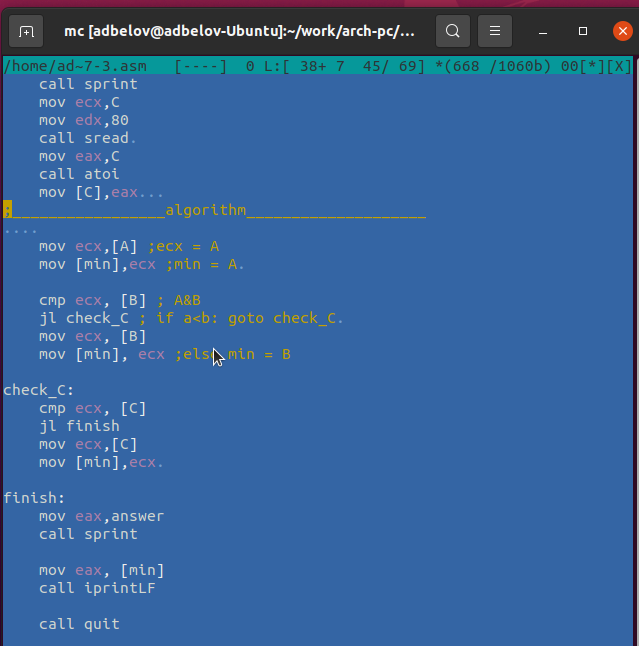 mc [adbelov@adbelov-Ubuntu]:~/work/arch-pc/...
/home/ad~7-3.asm   [----]  0 L:[ 38+ 7  45/ 69] *(668 /1060b) 00[*][X]
    call sprint
    mov ecx,C
    mov edx,80
    call sread.
    mov eax,C
    call atoi
    mov [C],eax...
;_________________algorithm____________________
....
    mov ecx,[A] ;ecx = A
    mov [min],ecx ;min = A.
    cmp ecx, [B] ; A&B
    jl check_C ; if a<b: goto check_C.
    mov ecx, [B]
    mov [min], ecx ;else min = B
check_C:
    cmp ecx, [C]
    jl finish
    mov ecx,[C]
    mov [min],ecx.
finish:
    mov eax,answer
    call sprint
    mov eax, [min]
    call iprintLF
    call quit